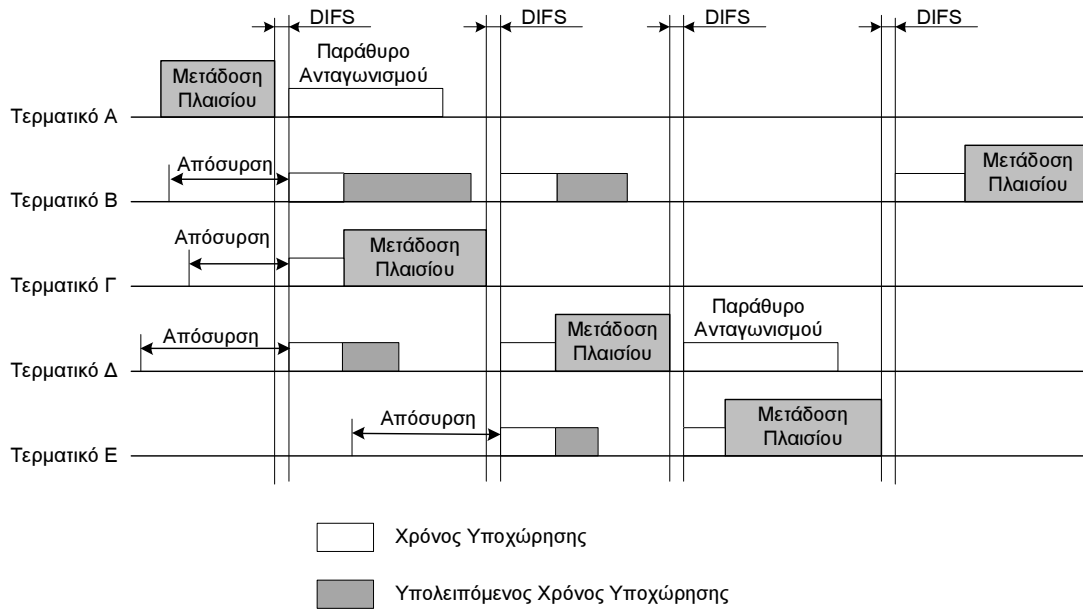 DIFS DIFS DIFS DIFS
Παράθυρο
Ανταγωνισμού
Μετάδοση
Πλαισίου
Τερματικό Α
Απόσυρση
Μετάδοση
Πλαισίου
Τερματικό Β
Απόσυρση
Μετάδοση
Πλαισίου
Τερματικό Γ
Παράθυρο
Ανταγωνισμού
Απόσυρση
Μετάδοση
Πλαισίου
Τερματικό Δ
Απόσυρση
Μετάδοση
Πλαισίου
Τερματικό Ε
Χρόνος Υποχώρησης
Υπολειπόμενος Χρόνος Υποχώρησης